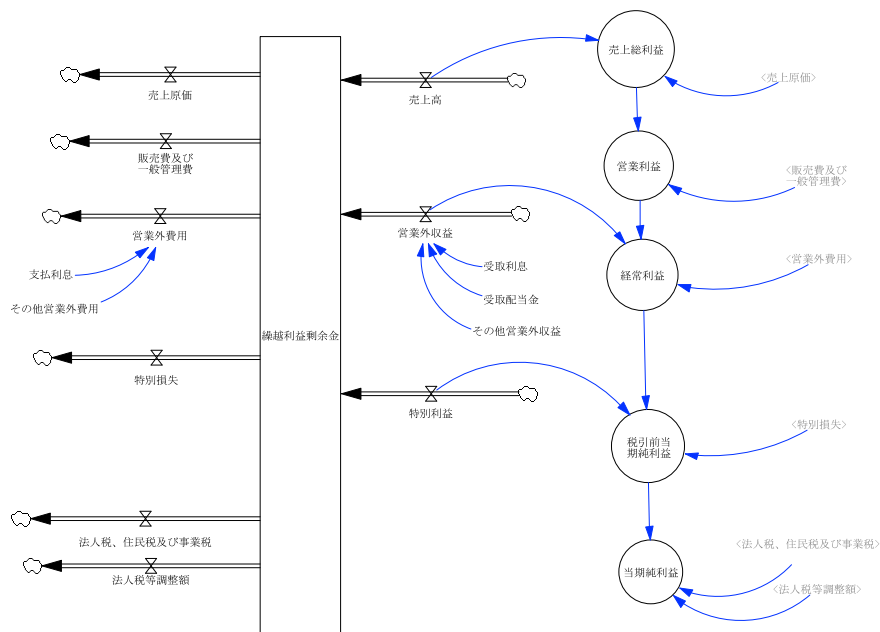 売上原価
販売費及び
一般管理費
営業外費用
支払利息
その他営業外費用
特別損失
法人税、住民税及び事業税
法人税等調整額
繰越利益剰余金
売上高
営業外収益
受取利息
受取配当金
その他営業外収益
特別利益
売上総利益
営業利益
経常利益
税引前当
期純利益
当期純利益
<売上原価>
<販売費及び
一般管理費>
<営業外費用>
<特別損失>
<法人税、住民税及び事業税>
<法人税等調整額>